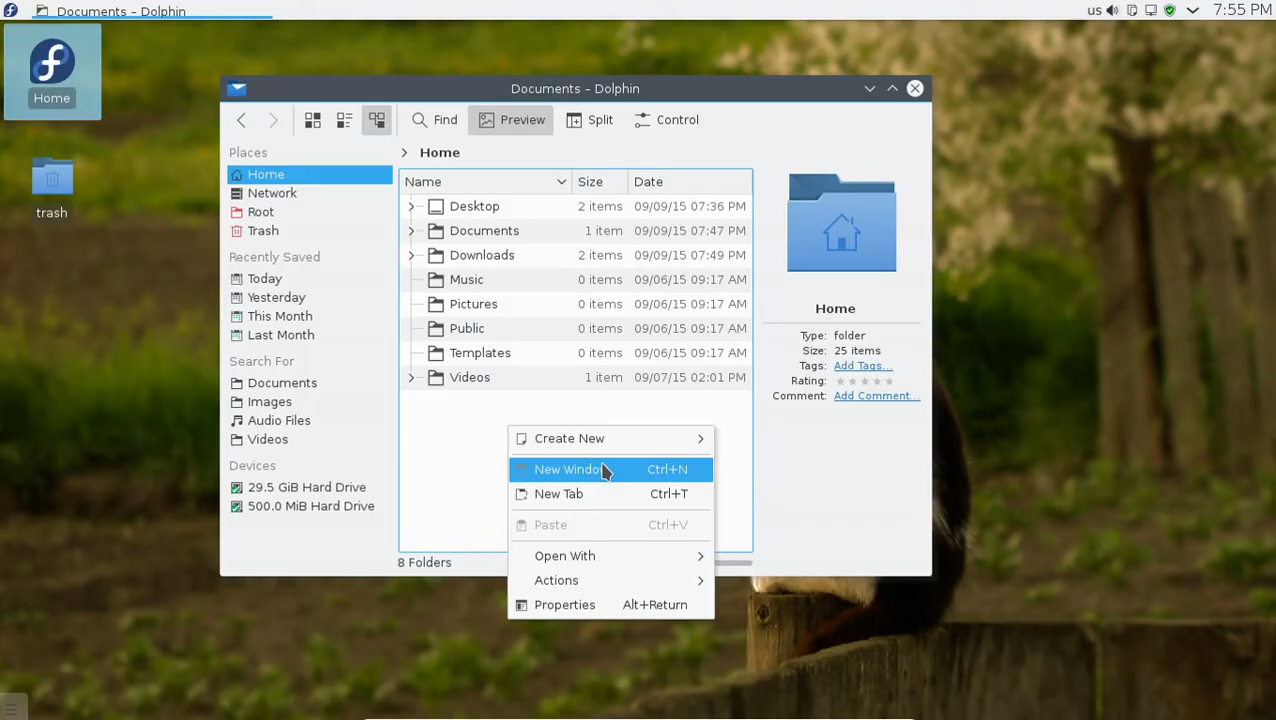 Documents – Dolphin
us
7:55 PM
Home
trash
Documents – Dolphin
Find
Preview
Split
Control
Places
Home
Network
Root
Trash
Recently Saved
Today
Yesterday
This Month
Last Month
Search For
Documents
Images
Audio Files
Videos
Devices
29.5 GiB Hard Drive
500.0 MiB Hard Drive
Home
Name Size Date
Desktop 2 items 09/09/15 07:36 PM
Documents 1 item 09/09/15 07:47 PM
Downloads 2 items 09/09/15 07:49 PM
Music 0 items 09/06/15 09:17 AM
Pictures 0 items 09/06/15 09:17 AM
Public 0 items 09/06/15 09:17 AM
Templates 0 items 09/06/15 09:17 AM
Videos 1 item 09/07/15 02:01 PM
8 Folders
Create New
New Window Ctrl+N
New Tab Ctrl+T
Paste Ctrl+V
Open With
Actions
Properties Alt+Return
Home
Type: folder
Size: 25 items
Tags: Add Tags...
Rating:
Comment: Add Comment...